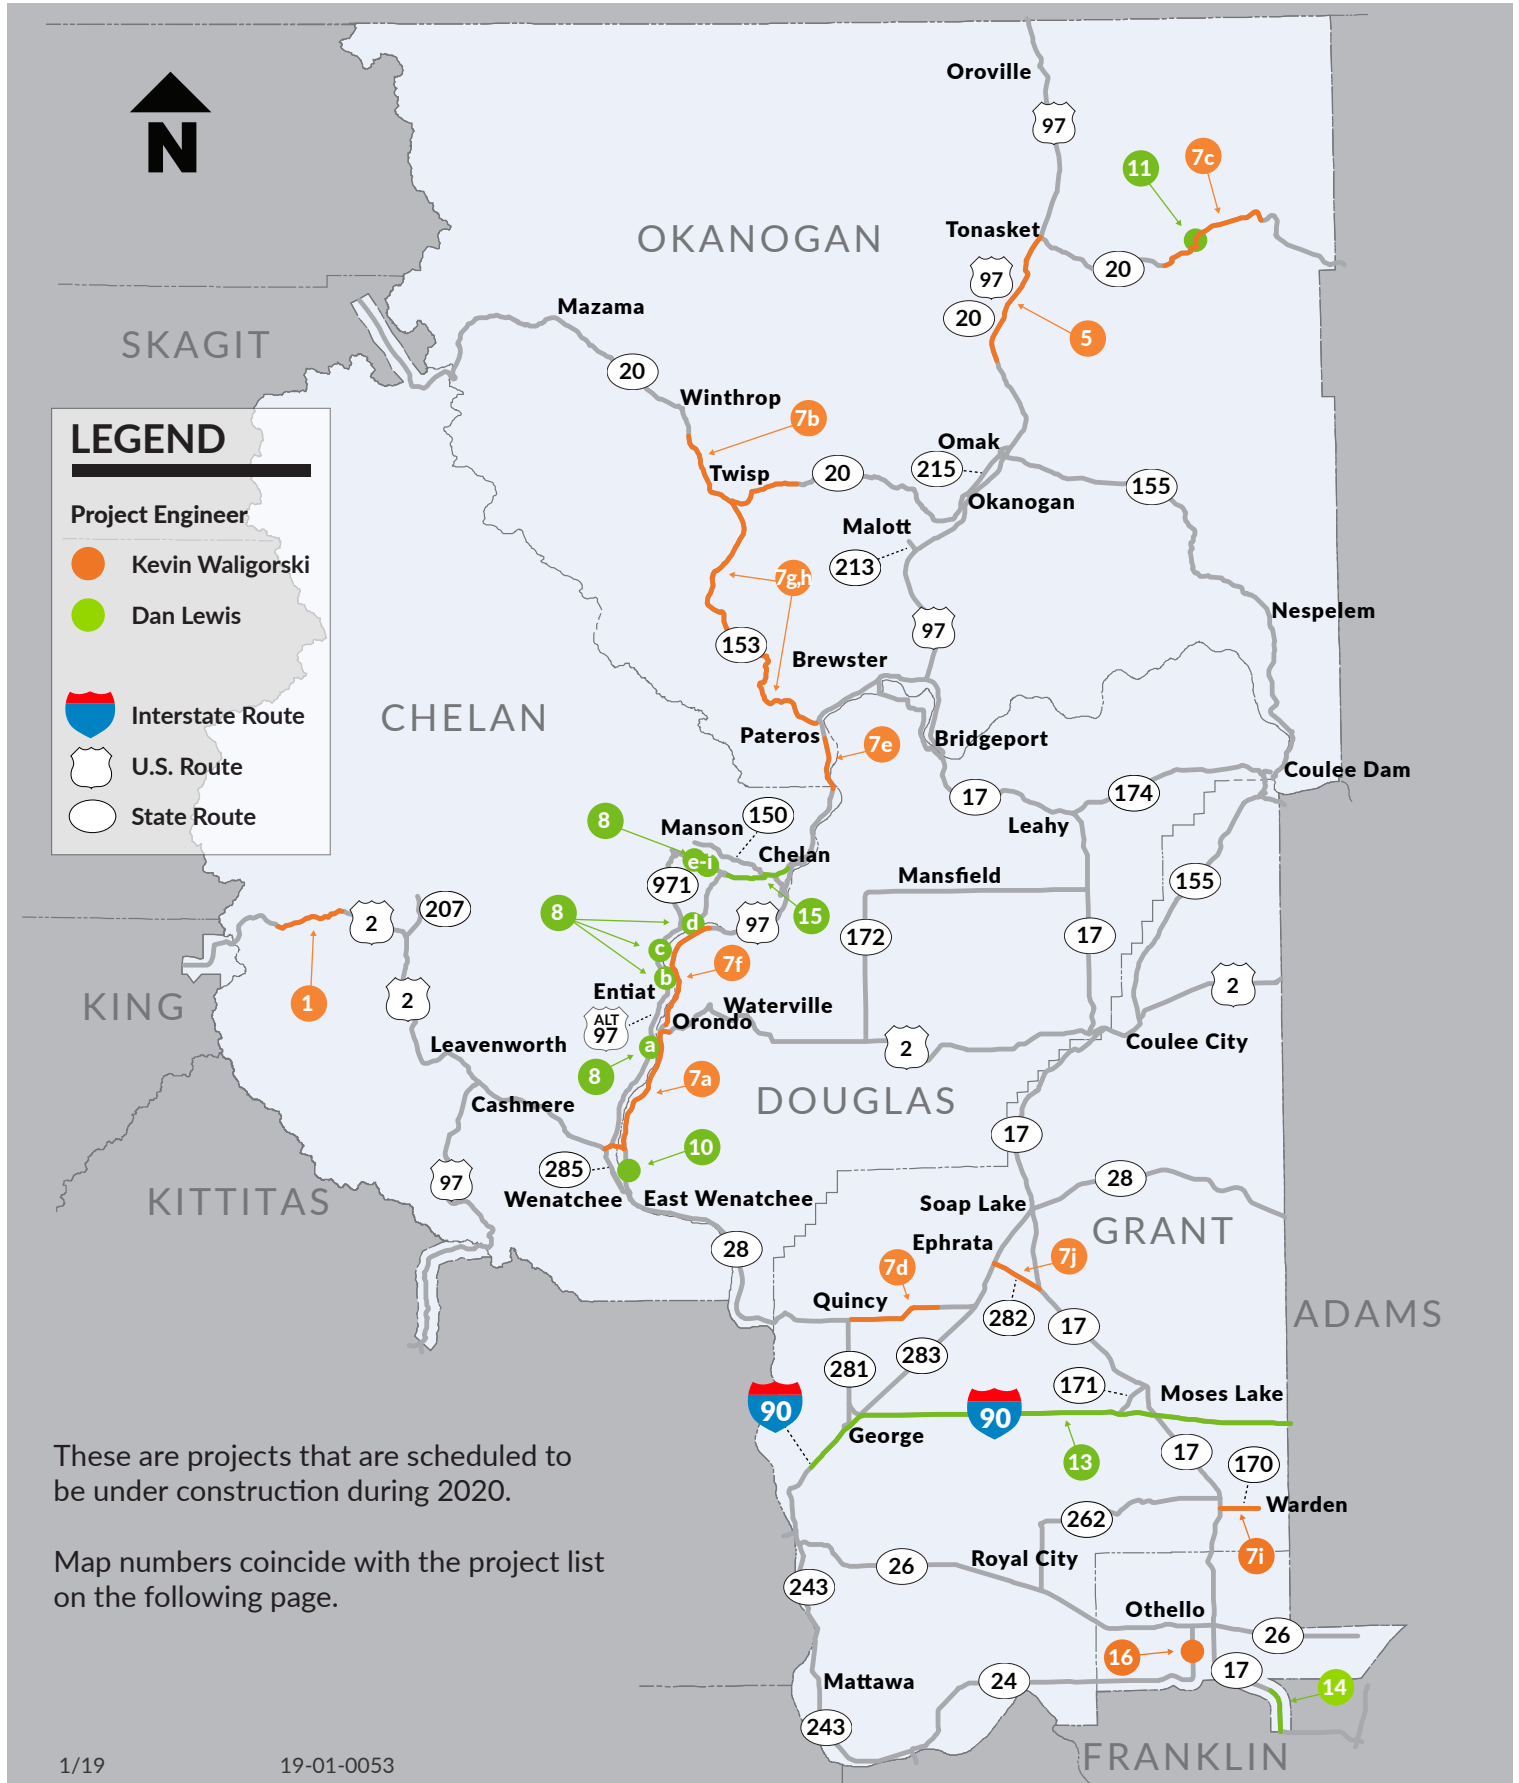 Oroville
97
11
7c
N
OKANOGAN
Tonasket
20
97
20
5
Mazama
SKAGIT
20
Winthrop
7b
LEGEND
Project Engineer
Kevin Waligorski
Dan Lewis
Interstate Route
U.S. Route
State Route
Omak
215
Twisp
20
155
Okanogan
Malott
213
7g,h
Nespelem
97
153
Brewster
CHELAN
Pateros
7e
Bridgeport
Coulee Dam
17
174
150
8
Manson
Leahy
Chelan
e-i
971
Mansfield
155
207
2
8
d
97
15
172
17
c
7f
b
Entiat
2
KING
1
2
Waterville
ALT
97
Orondo
Leavenworth
a
2
Coulee City
8
7a
Cashmere
DOUGLAS
17
10
285
97
28
KITTITAS
Wenatchee
East Wenatchee
Soap Lake
GRANT
28
Ephrata
7j
7d
Quincy
282
17
ADAMS
281
283
171
Moses Lake
90
90
George
13
17
170
These are projects that are scheduled to
be under construction during 2020.
Warden
262
7i
Map numbers coincide with the project list
on the following page.
Royal City
26
243
Othello
26
16
17
Mattawa
24
14
243
FRANKLIN
1/19
19-01-0053